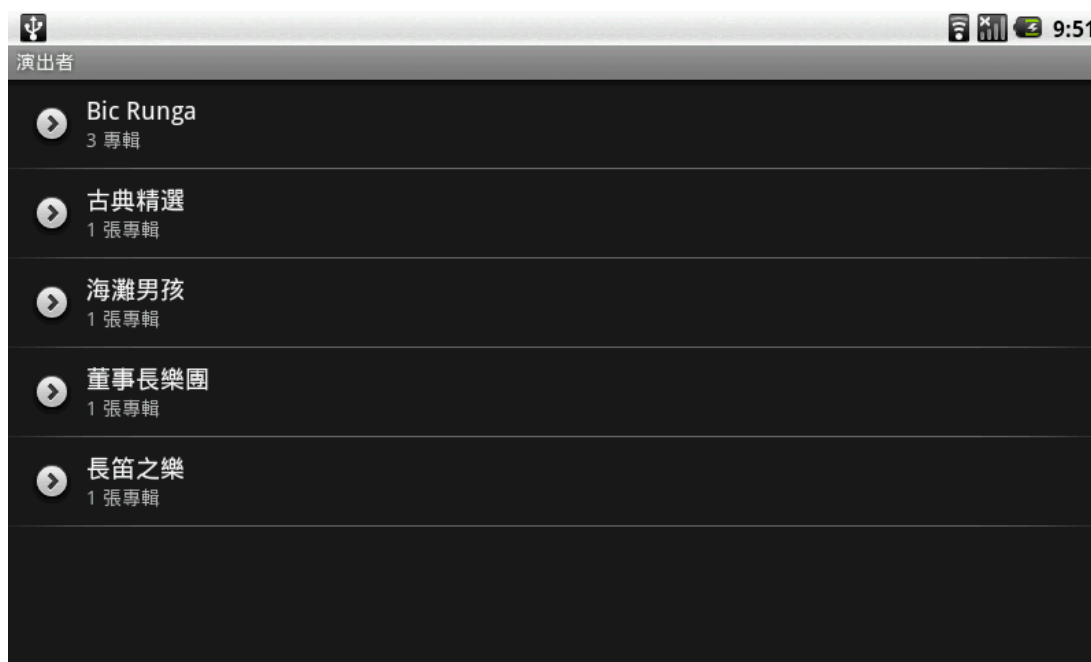 9:51
演出者
Bic Runga
3 專輯
古典精選
1 張專輯
海灘男孩
1 張專輯
董事長樂團
1 張專輯
長笛之樂
1 張專輯